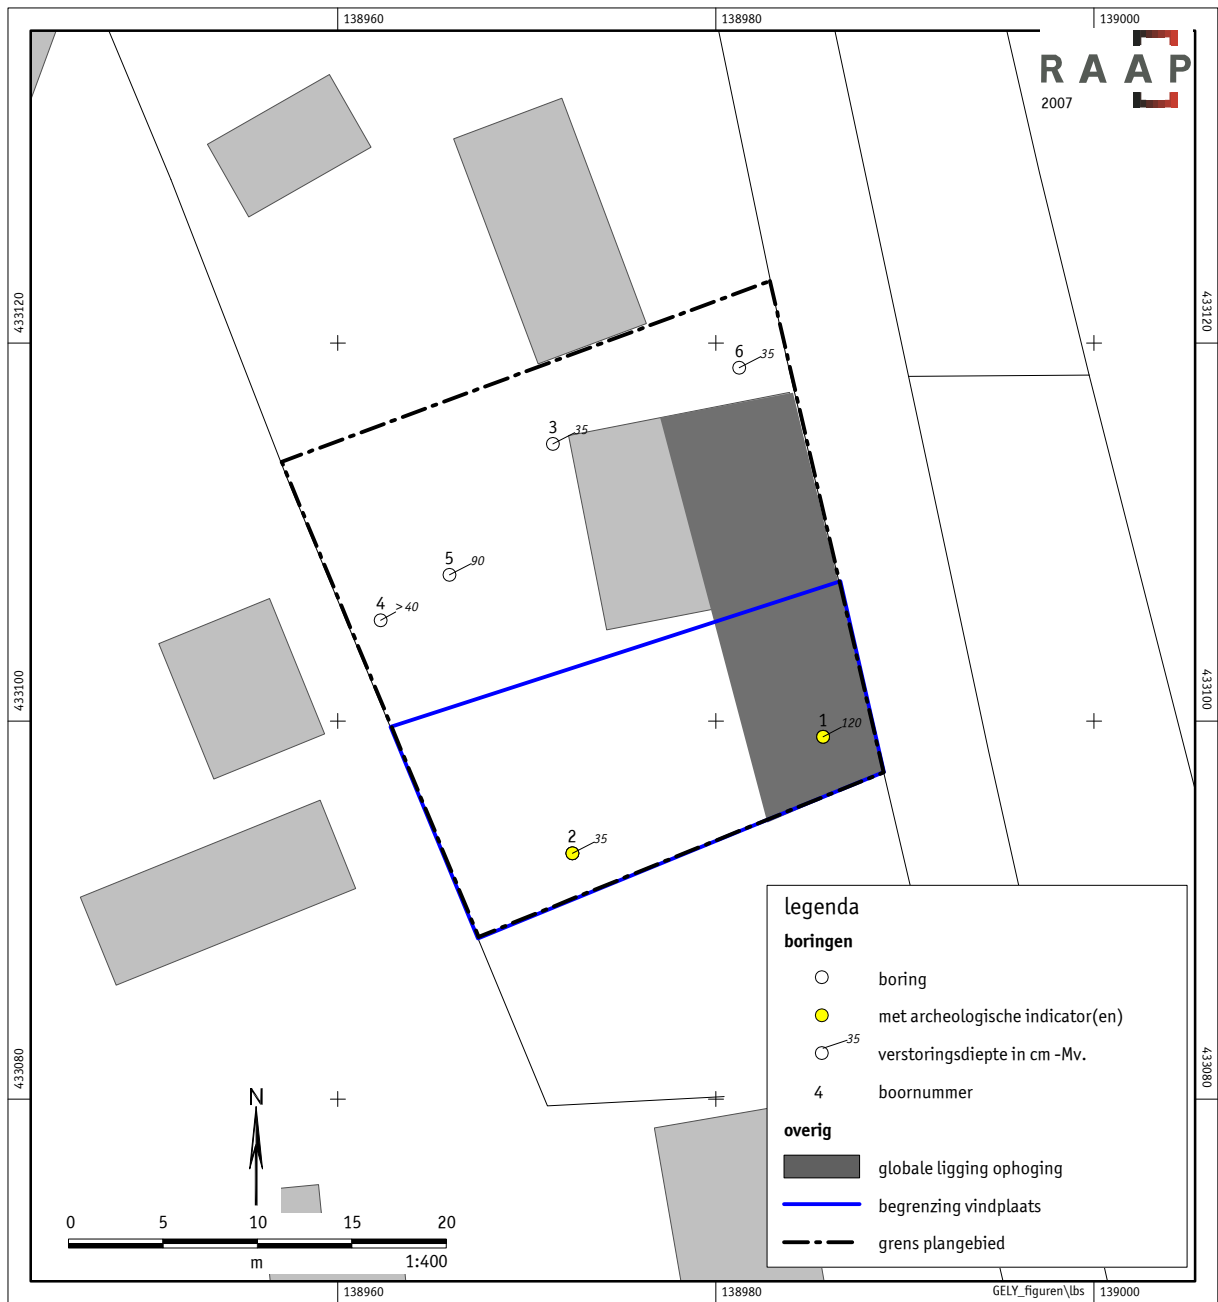 138960
138980
139000
R A A P
2007
433120
433120
6
35
3
35
5
90
4
>40
433100
433100
1
120
2
35
legenda
boringen
boring
met archeologische indicator(en)
35
verstoringsdiepte in cm -Mv.
4
boornummer
overig
globale ligging ophoging
begrenzing vindplaats
grens plangebied
433080
433080
N
0 5 10 15 20
m 1:400
GELY_figuren\lbs
138960
138980
139000